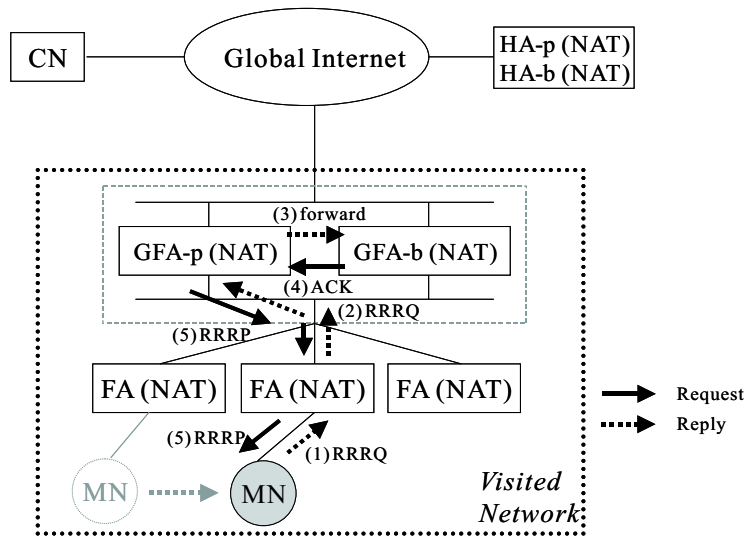 CN
Global Internet
HA-p (NAT)
HA-b (NAT)
(3) forward
GFA-p (NAT)
GFA-b (NAT)
(4) ACK
(2) RRRQ
(5) RRRP
FA (NAT)
FA (NAT)
FA (NAT)
Request
Reply
(5) RRRP
(1) RRRQ
MN
MN
Visited
Network